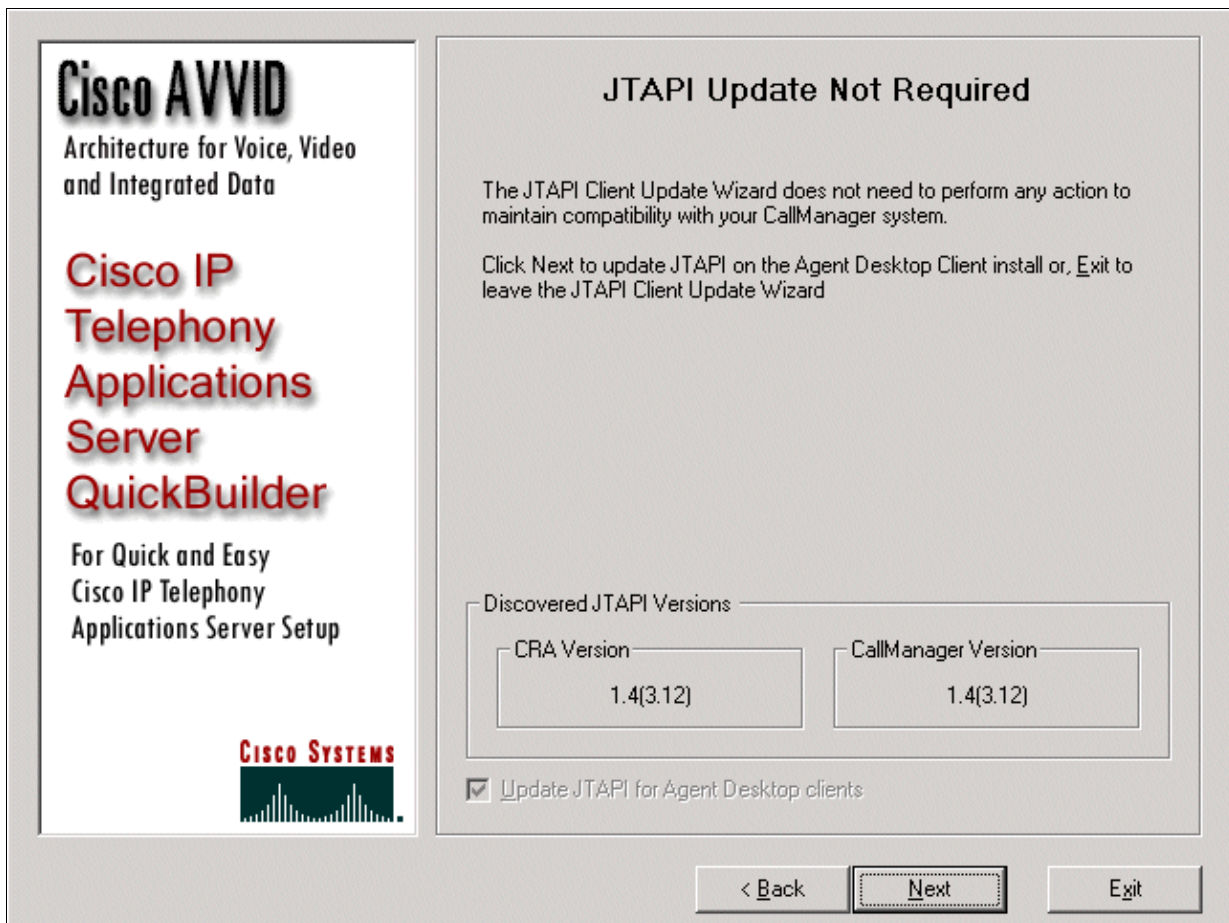 Cisco AVVID
Architecture for Voice, Video
and Integrated Data
Cisco IP
Telephony
Applications
Server
QuickBuilder
For Quick and Easy
Cisco IP Telephony
Applications Server Setup
CISCO SYSTEMS
JTAPI Update Not Required
The JTAPI Client Update Wizard does not need to perform any action to
maintain compatibility with your CallManager system.
Click Next to update JTAPI on the Agent Desktop Client install or, Exit to
leave the JTAPI Client Update Wizard
Discovered JTAPI Versions
CRA Version
1.4(3.12)
CallManager Version
1.4(3.12)
Update JTAPI for Agent Desktop clients
< Back
Next
Exit